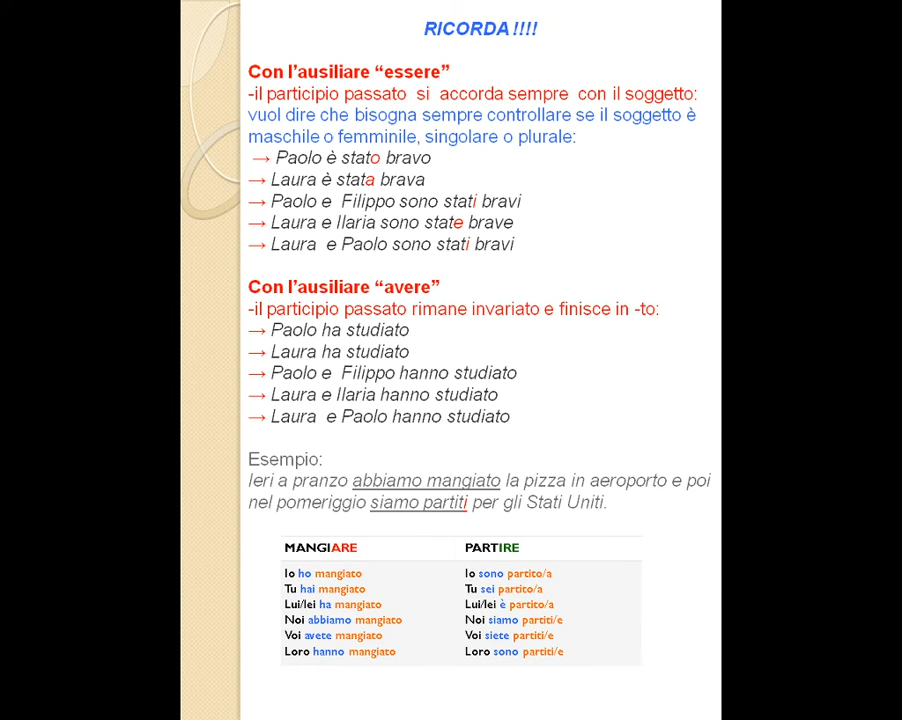 RICORDA !!!!
Con l'ausiliare “essere”
-il participio passato si accorda sempre con il soggetto:
vuol dire che bisogna sempre controllare se il soggetto è
maschile o femminile, singolare o plurale:
→ Paolo è stato bravo
→ Laura è stata brava
→ Paolo e Filippo sono stati bravi
→ Laura e Ilaria sono state brave
→ Laura e Paolo sono stati bravi
Con l'ausiliare “avere”
-il participio passato rimane invariato e finisce in -to:
→ Paolo ha studiato
→ Laura ha studiato
→ Paolo e Filippo hanno studiato
→ Laura e Ilaria hanno studiato
→ Laura e Paolo hanno studiato
Esempio:
Ieri a pranzo abbiamo mangiato la pizza in aeroporto e poi
nel pomeriggio siamo partiti per gli Stati Uniti.
MANGIARE PARTIRE
Io ho mangiato Io sono partito/a
Tu hai mangiato Tu sei partito/a
Lui/lei ha mangiato Lui/lei è partito/a
Noi abbiamo mangiato Noi siamo partiti/e
Voi avete mangiato Voi siete partiti/e
Loro hanno mangiato Loro sono partiti/e